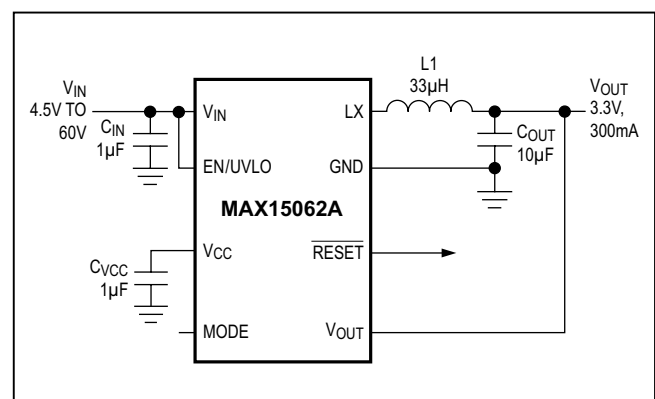 VIN
4.5V TO
60V
CIN
1µF
VIN
EN/UVLO
VCC
CVCC
1µF
MODE
MAX15062A
LX
GND
RESET
VOUT
L1
33µH
COUT
10µF
VOUT
3.3V,
300mA